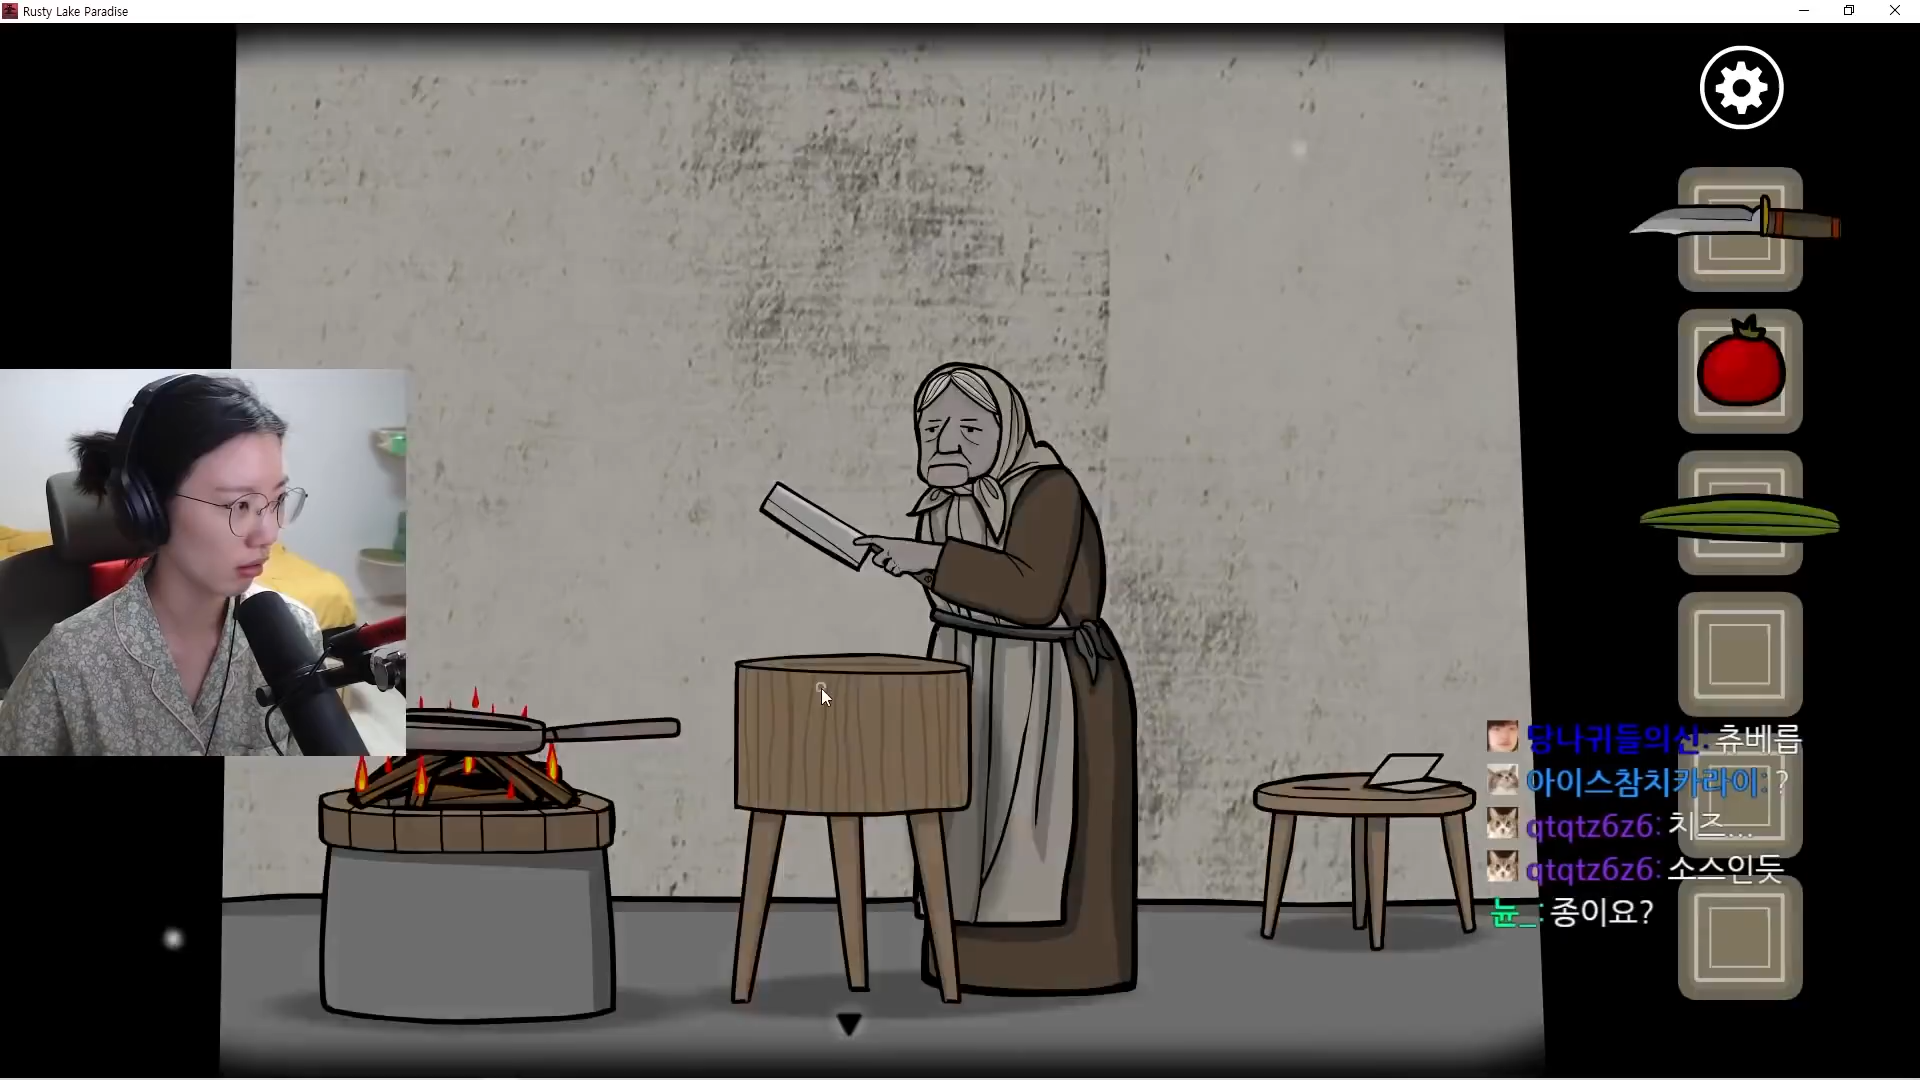 Rusty Lake Paradise
당나귀들의신: 츄베릅
아이스참치카라이: ?
qtqtz6z6: 치즈...
qtqtz6z6: 소스인듯
뉸_: 종이요?